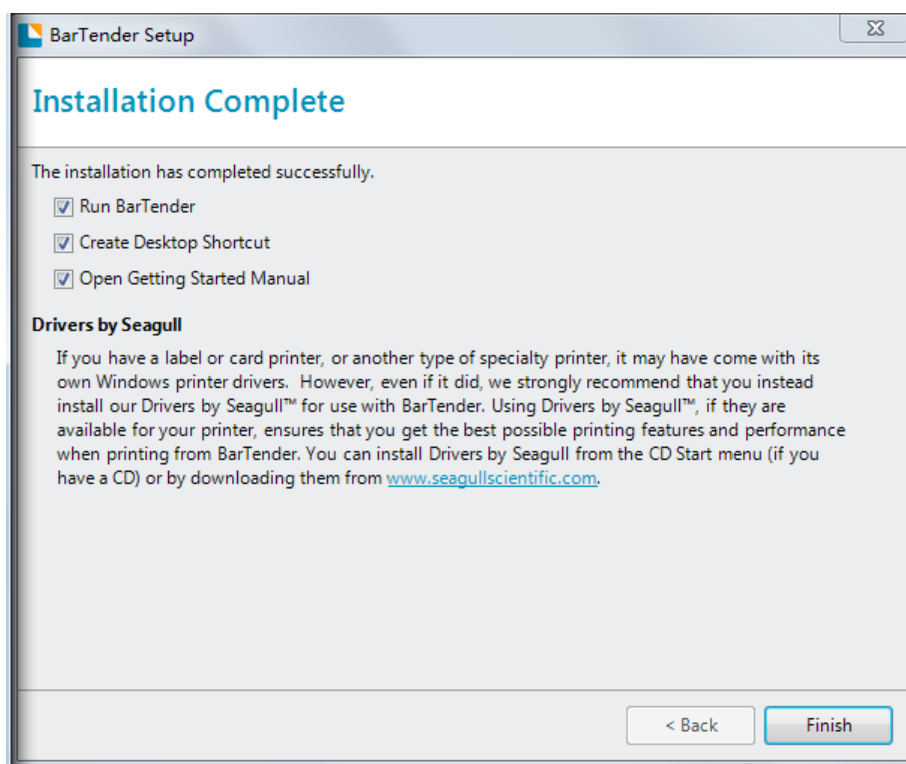 BarTender Setup
Installation Complete
The installation has completed successfully.
Run BarTender
Create Desktop Shortcut
Open Getting Started Manual
Drivers by Seagull
If you have a label or card printer, or another type of specialty printer, it may have come with its
own Windows printer drivers.  However, even if it did, we strongly recommend that you instead
install our Drivers by Seagull™ for use with BarTender. Using Drivers by Seagull™, if they are
available for your printer, ensures that you get the best possible printing features and performance
when printing from BarTender. You can install Drivers by Seagull from the CD Start menu (if you
have a CD) or by downloading them from www.seagullscientific.com.
< Back Finish